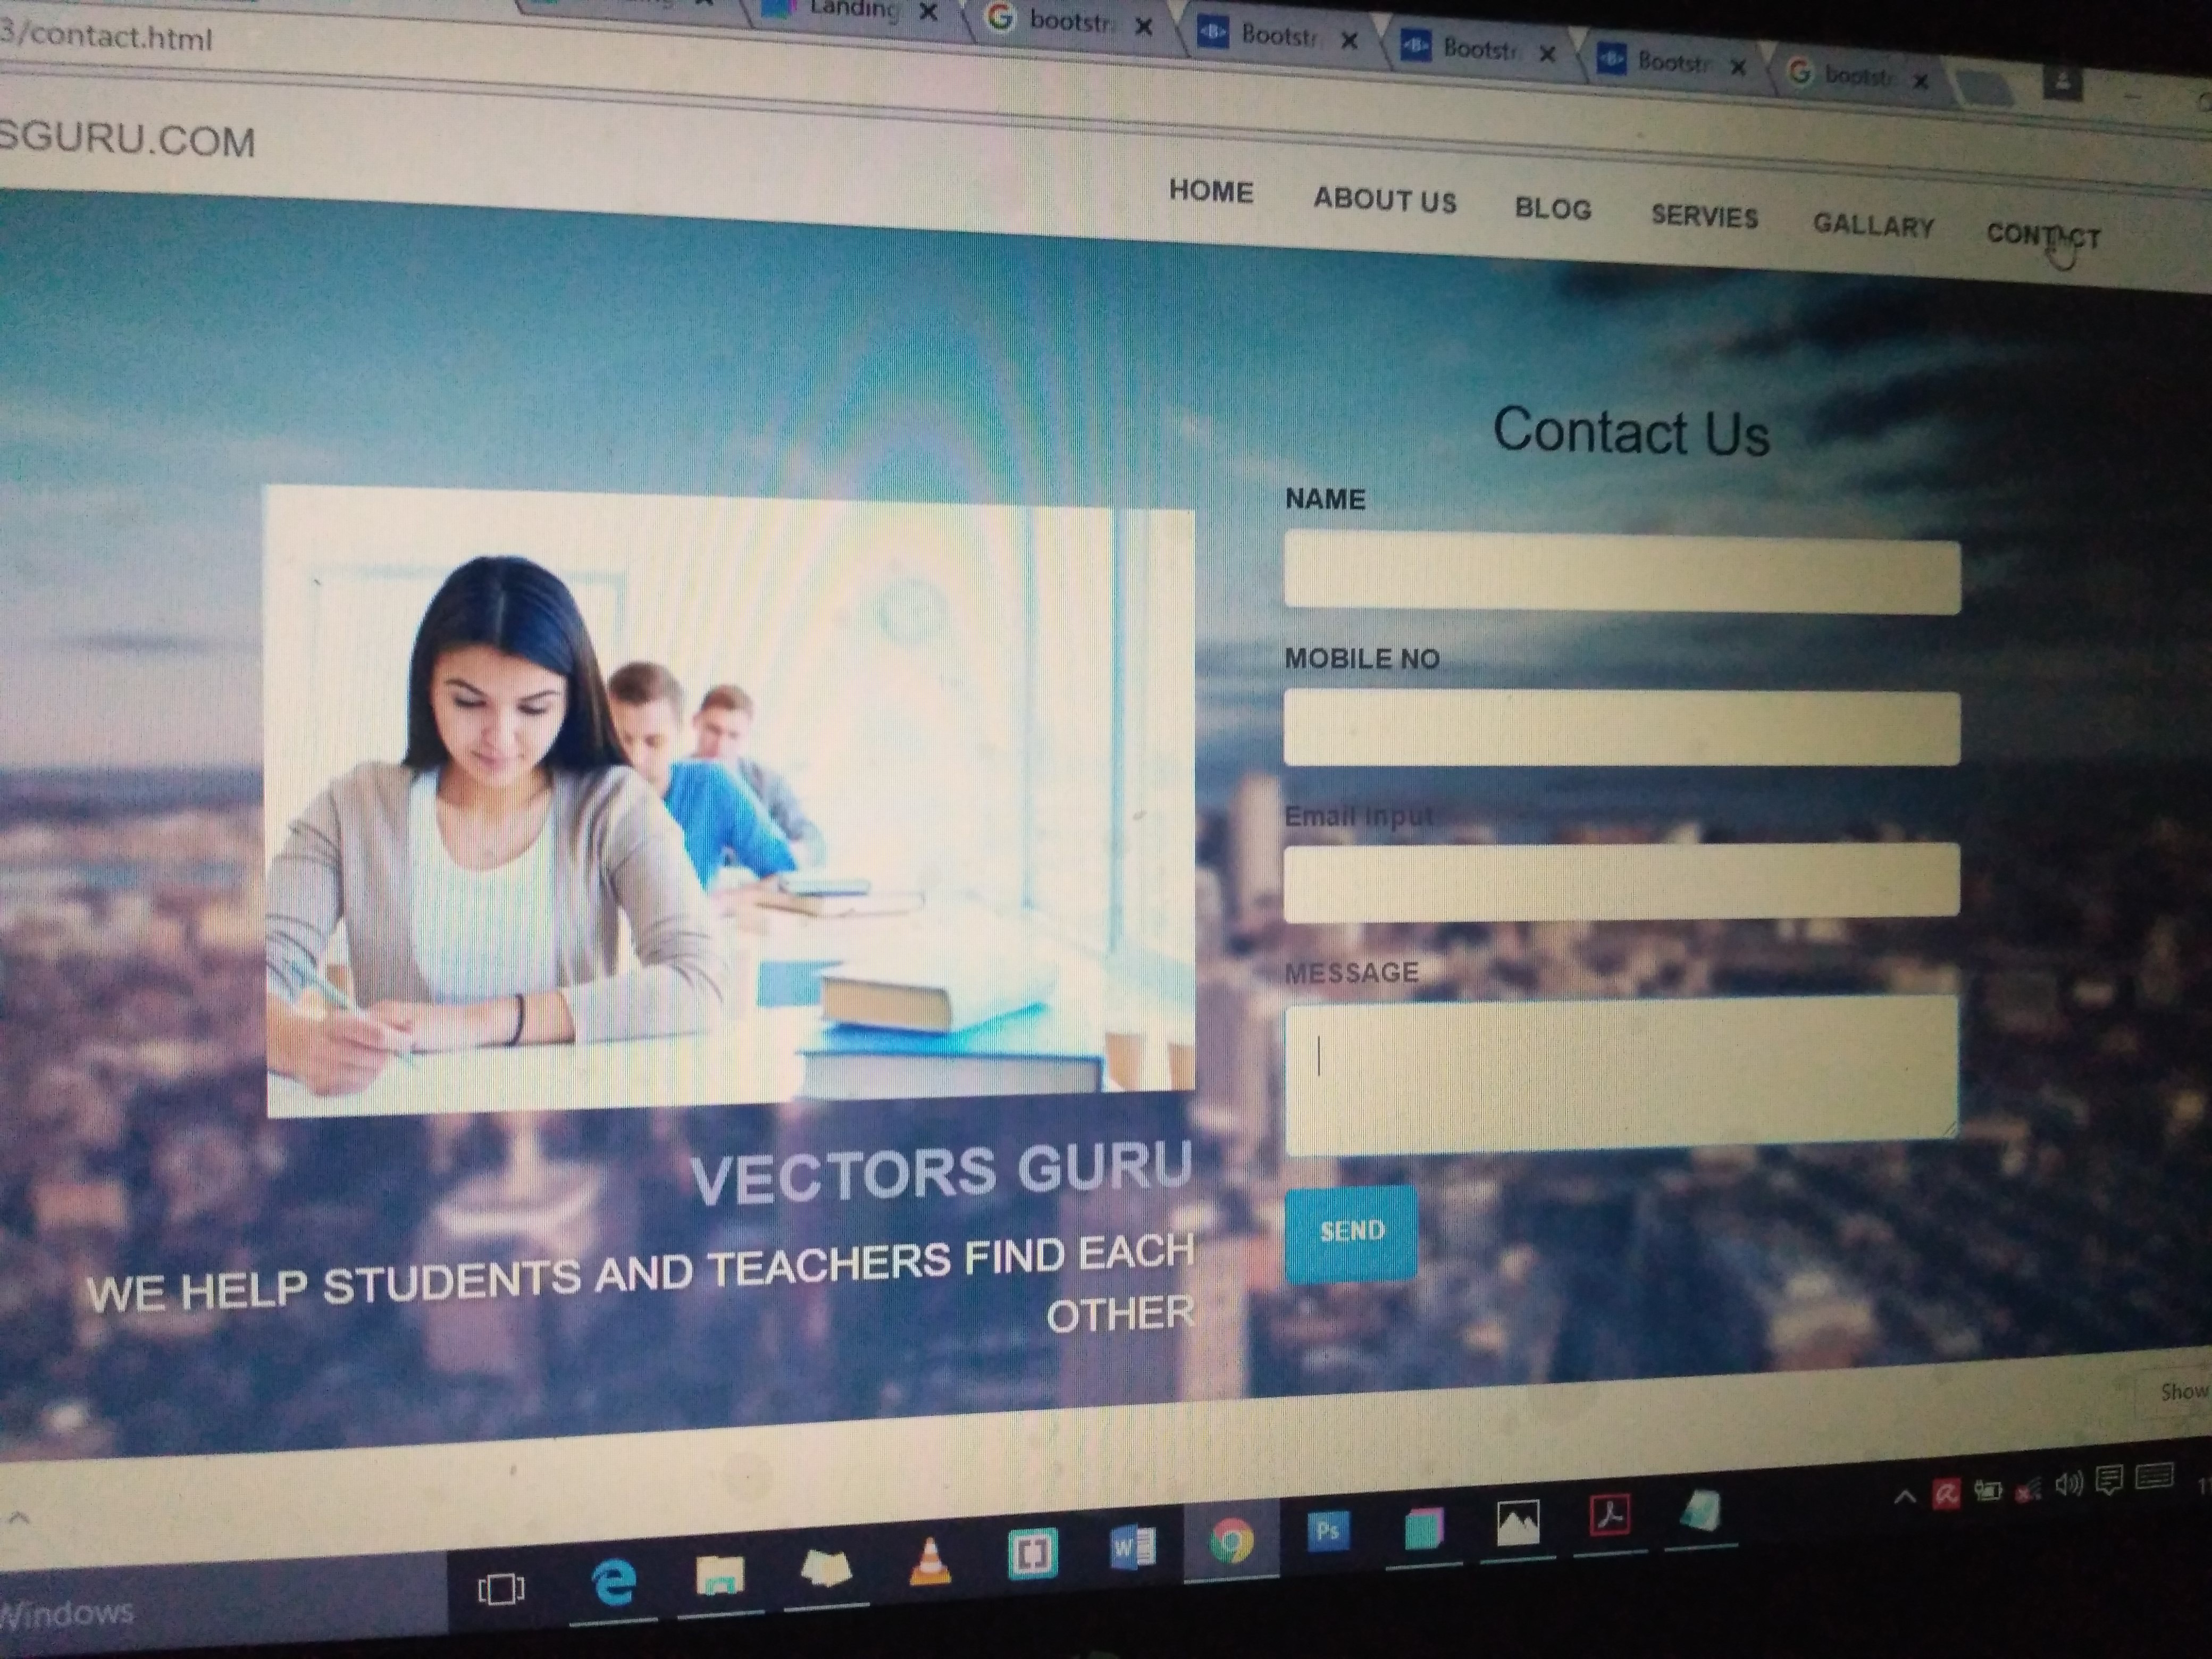 Landing
bootstr
Bootstr
Bootstr
Bootstr
bootstr
3/contact.html
SGURU.COM
HOME
ABOUT US
BLOG
SERVIES
GALLARY
CONTACT
Contact Us
NAME
MOBILE NO
Email Input
MESSAGE
SEND
VECTORS GURU
WE HELP STUDENTS AND TEACHERS FIND EACH
OTHER
Show
Windows
W
Ps